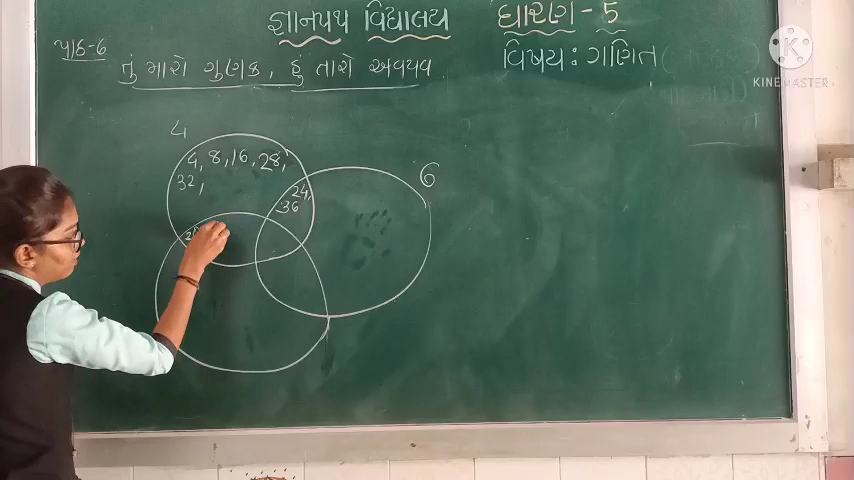 જ્ઞાનપથ વિદ્યાલય
ધોરણ - 5
પાઠ-6
તું મારો ગુણક, હું તારો અવયવ
વિષય: ગણિત
KINEMASTER
4
4, 8, 16, 28,
32,
6
24,
36